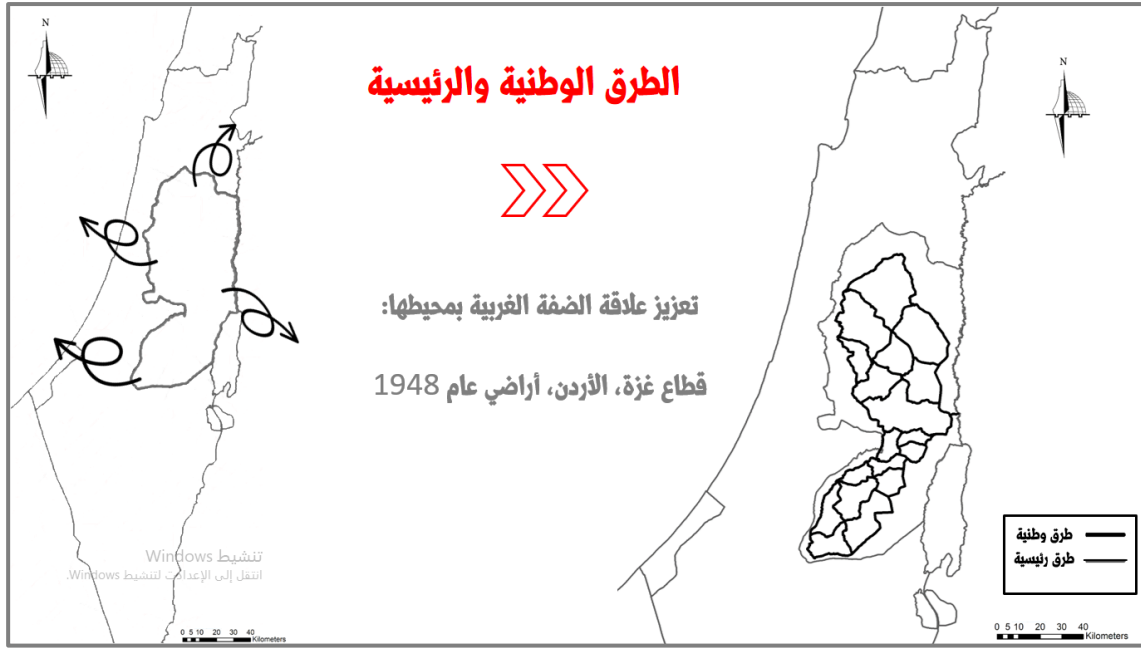 N
N
الطرق الوطنية والرئيسية
تعزيز علاقة الضفة الغربية بمحيطها:
قطاع غزة، الأردن، أراضي عام 1948
طرق وطنية
طرق رئيسية
تنشيط Windows
انتقل إلى الإعدادات لتنشيط Windows.
0 5 10 20 30 40
Kilometers
0 5 10 20 30 40
Kilometers